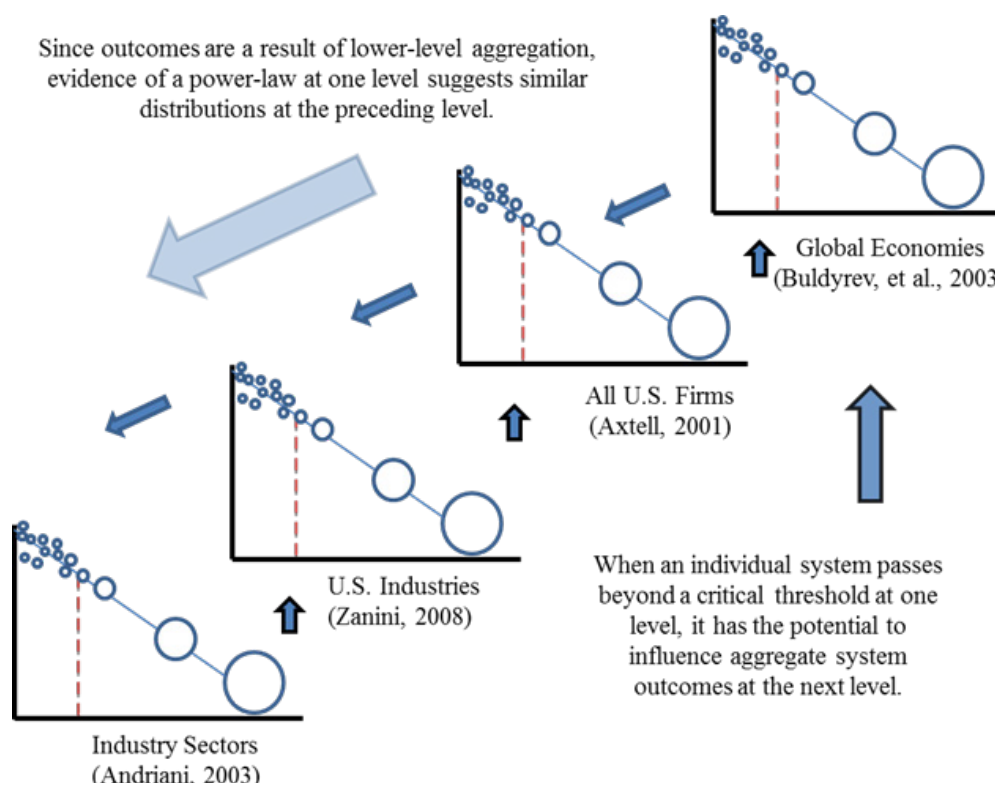 Since outcomes are a result of lower-level aggregation,
evidence of a power-law at one level suggests similar
distributions at the preceding level.
Global Economies
(Buldyrev, et al., 2003
All U.S. Firms
(Axtell, 2001)
U.S. Industries
(Zanini, 2008)
When an individual system passes
beyond a critical threshold at one
level, it has the potential to
influence aggregate system
outcomes at the next level.
Industry Sectors
(Andriani, 2003)